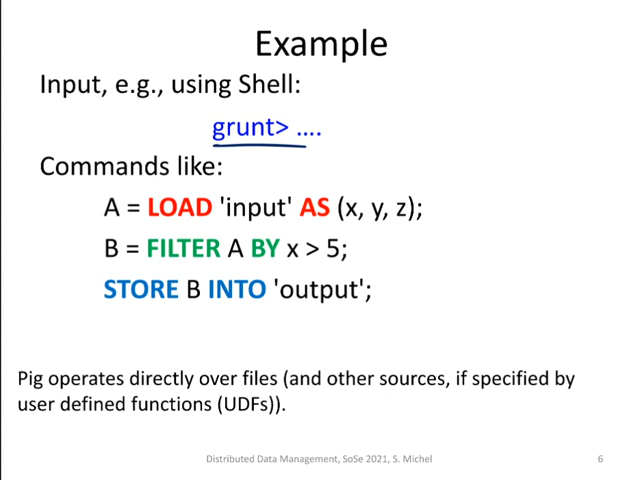 Example
Input, e.g., using Shell:
grunt> ....
Commands like:
A = LOAD 'input' AS (x, y, z);
B = FILTER A BY x > 5;
STORE B INTO 'output';
Pig operates directly over files (and other sources, if specified by
user defined functions (UDFs)).
Distributed Data Management, SoSe 2021, S. Michel
6